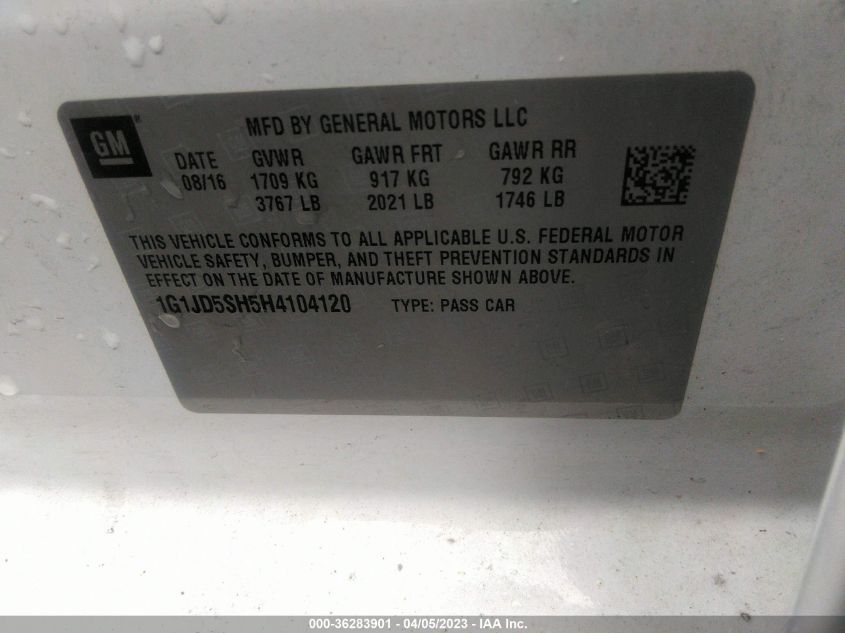 GM
MFD BY GENERAL MOTORS LLC
DATE GVWR GAWR FRT GAWR RR
08/16 1709 KG 917 KG 792 KG
3767 LB 2021 LB 1746 LB
THIS VEHICLE CONFORMS TO ALL APPLICABLE U.S. FEDERAL MOTOR
VEHICLE SAFETY, BUMPER, AND THEFT PREVENTION STANDARDS IN
EFFECT ON THE DATE OF MANUFACTURE SHOWN ABOVE.
1G1JD5SH5H4104120 TYPE: PASS CAR
000-36283901 - 04/05/2023 - IAA Inc.